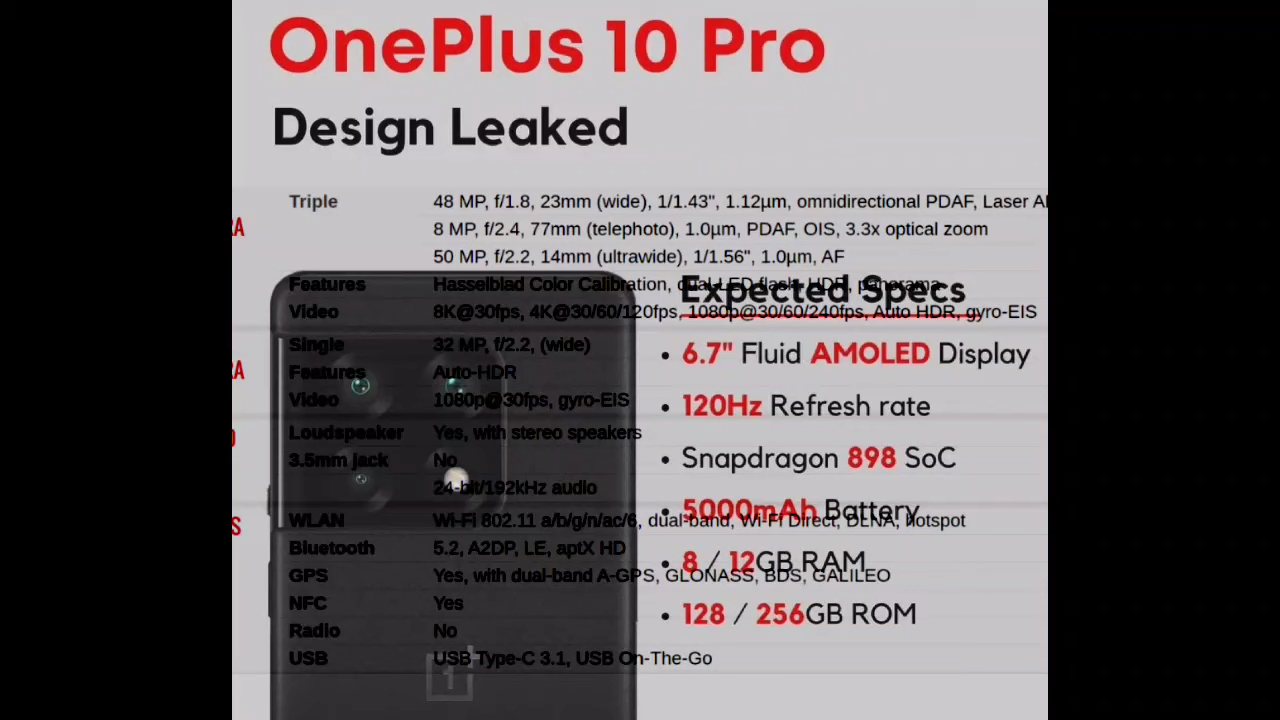 OnePlus 10 Pro
Design Leaked
Triple 48 MP, f/1.8, 23mm (wide), 1/1.43", 1.12µm, omnidirectional PDAF, Laser
RA
8 MP, f/2.4, 77mm (telephoto), 1.0µm, PDAF, OIS, 3.3x optical zoom
50 MP, f/2.2, 14mm (ultrawide), 1/1.56", 1.0µm, AF
Features Hasselblad Color Calibration, dual-LED flash, HDR, panorama
Video 8K@30fps, 4K@30/60/120fps, 1080p@30/60/240fps, Auto HDR, gyro-EIS
Single 32 MP, f/2.2, (wide)
RA
Features Auto-HDR
Video 1080p@30fps, gyro-EIS
Loudspeaker Yes, with stereo speakers
3.5mm jack No
24-bit/192kHz audio
S
WLAN Wi-Fi 802.11 a/b/g/n/ac/6, dual-band, Wi-Fi Direct, DLNA, hotspot
Bluetooth 5.2, A2DP, LE, aptX HD
GPS Yes, with dual-band A-GPS, GLONASS, BDS, GALILEO
NFC Yes
Radio No
USB USB Type-C 3.1, USB On-The-Go
Expected Specs
• 6.7" Fluid AMOLED Display
• 120Hz Refresh rate
• Snapdragon 898 SoC
• 5000mAh Battery
• 8 / 12GB RAM
• 128 / 256GB ROM